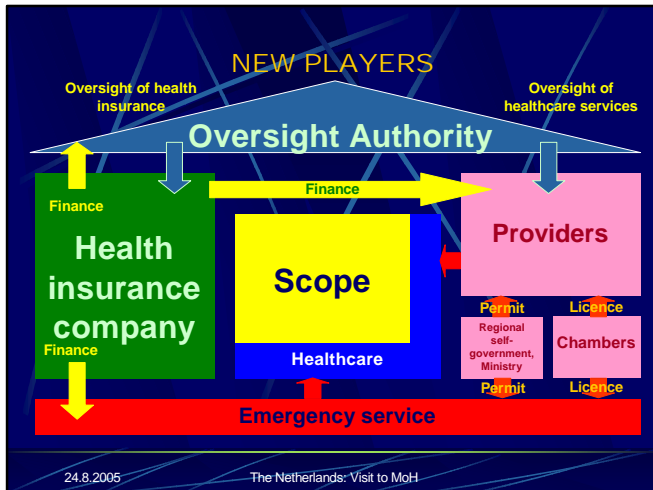 NEW PLAYERS
Oversight of health
insurance
Oversight of
healthcare services
Oversight Authority
Finance
Finance
Health
insurance
company
Finance
Scope
Healthcare
Providers
Permit
Licence
Regional
self-
government,
Ministry
Chambers
Permit
Licence
Emergency service
24.8.2005
The Netherlands: Visit to MoH